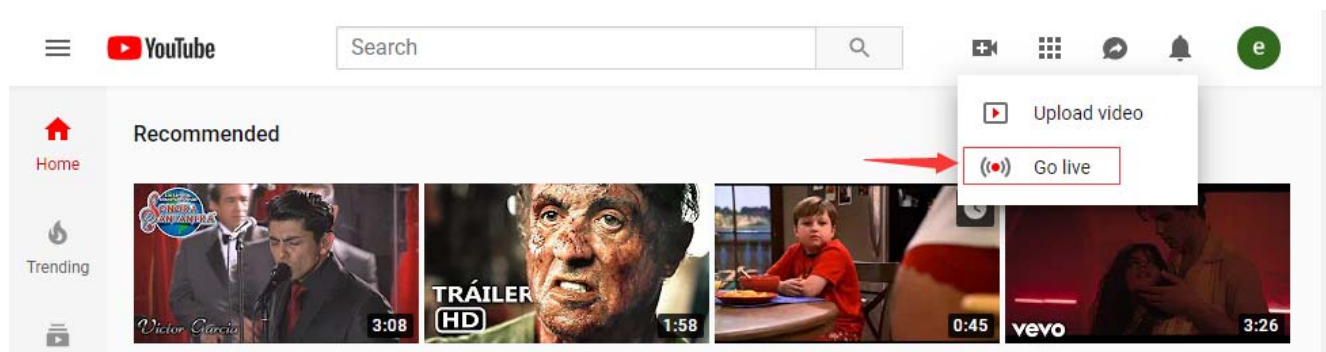 YouTube
Search
e
Upload video
Go live
Home
Recommended
Trending
SONORA
SANTANERA
Victor Garcia
3:08
TRÁILER
HD
1:58
0:45
vevo
3:26